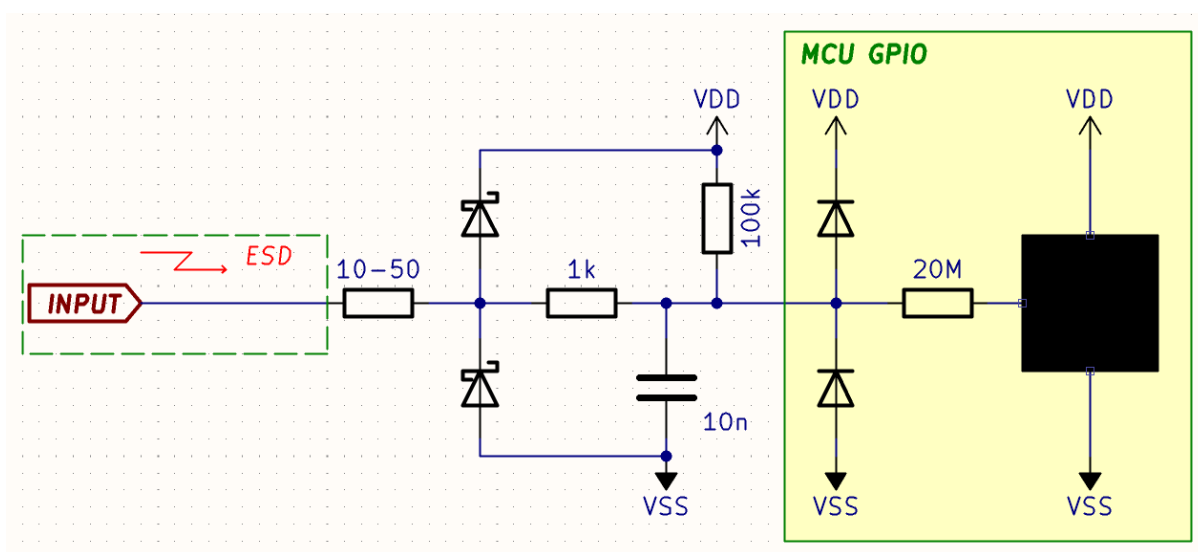 MCU GPIO
VDD
VDD
VDD
100k
ESD
10-50
1k
20M
INPUT
10n
VSS
VSS
VSS